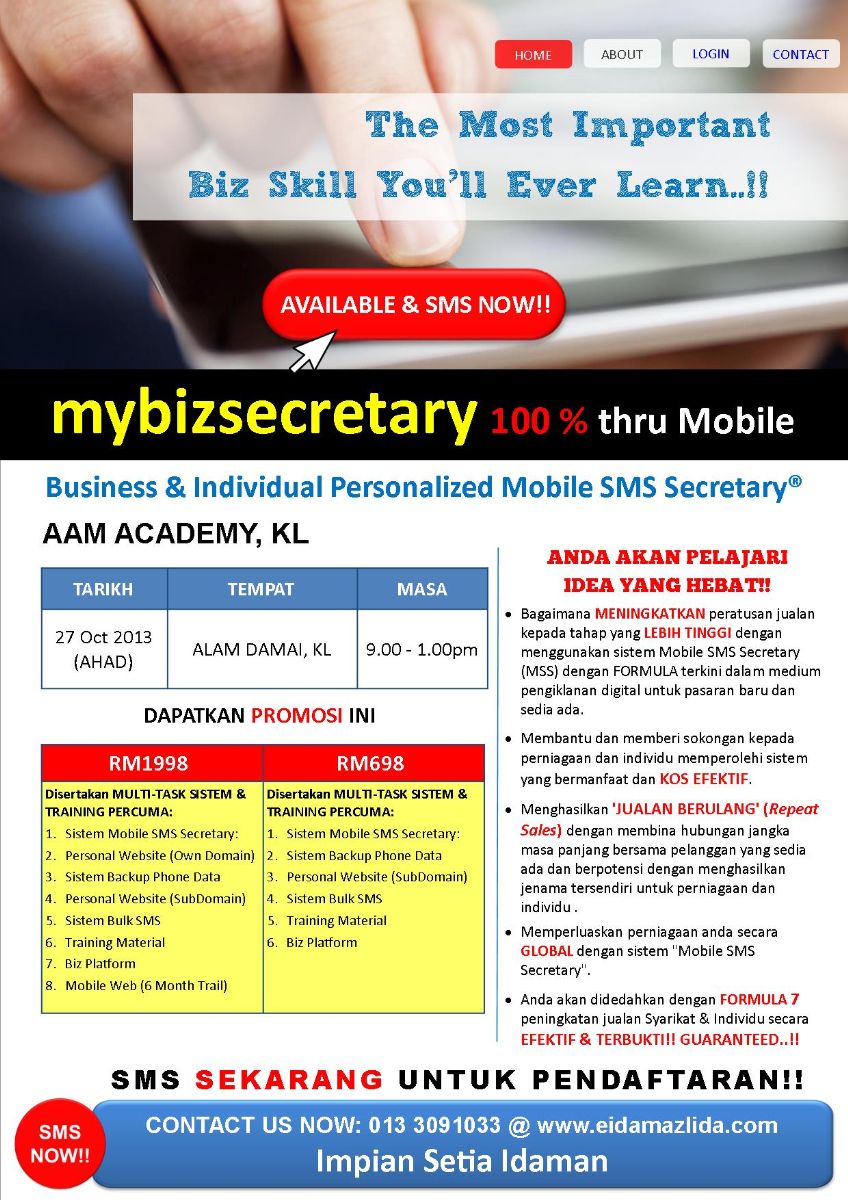 HOME ABOUT LOGIN CONTACT
The Most Important
Biz Skill You'll Ever Learn..!!
AVAILABLE & SMS NOW!!
mybizsecretary 100 % thru Mobile
Business & Individual Personalized Mobile SMS Secretary®
AAM ACADEMY, KL
TARIKH TEMPAT MASA
27 Oct 2013
(AHAD)
ALAM DAMAI, KL
9.00 - 1.00pm
DAPATKAN PROMOSI INI
RM1998
Disertakan MULTI-TASK SISTEM &
TRAINING PERCUMA:
1. Sistem Mobile SMS Secretary:
2. Personal Website (Own Domain)
3. Sistem Backup Phone Data
4. Personal Website (SubDomain)
5. Sistem Bulk SMS
6. Training Material
7. Biz Platform
8. Mobile Web (6 Month Trail)
RM698
Disertakan MULTI-TASK SISTEM &
TRAINING PERCUMA:
1. Sistem Mobile SMS Secretary:
2. Sistem Backup Phone Data
3. Personal Website (SubDomain)
4. Sistem Bulk SMS
5. Training Material
6. Biz Platform
ANDA AKAN PELAJARI
IDEA YANG HEBAT!!
• Bagaimana MENINGKATKAN peratusan jualan
kepada tahap yang LEBIH TINGGI dengan
menggunakan sistem Mobile SMS Secretary
(MSS) dengan FORMULA terkini dalam medium
pengiklanan digital untuk pasaran baru dan
sedia ada.
• Membantu dan memberi sokongan kepada
perniagaan dan individu memperolehi sistem
yang bermanfaat dan KOS EFEKTIF.
• Menghasilkan 'JUALAN BERULANG' (Repeat
Sales) dengan membina hubungan jangka
masa panjang bersama pelanggan yang sedia
ada dan berpotensi dengan menghasilkan
jenama tersendiri untuk perniagaan dan
individu .
• Memperluaskan perniagaan anda secara
GLOBAL dengan sistem "Mobile SMS
Secretary".
• Anda akan didedahkan dengan FORMULA 7
peningkatan jualan Syarikat & Individu secara
EFEKTIF & TERBUKTI!! GUARANTEED..!!
SMS SEKARANG UNTUK PENDAFTARAN!!
SMS
NOW!!
CONTACT US NOW: 013 3091033 @ www.eidamazlida.com
Impian Setia Idaman